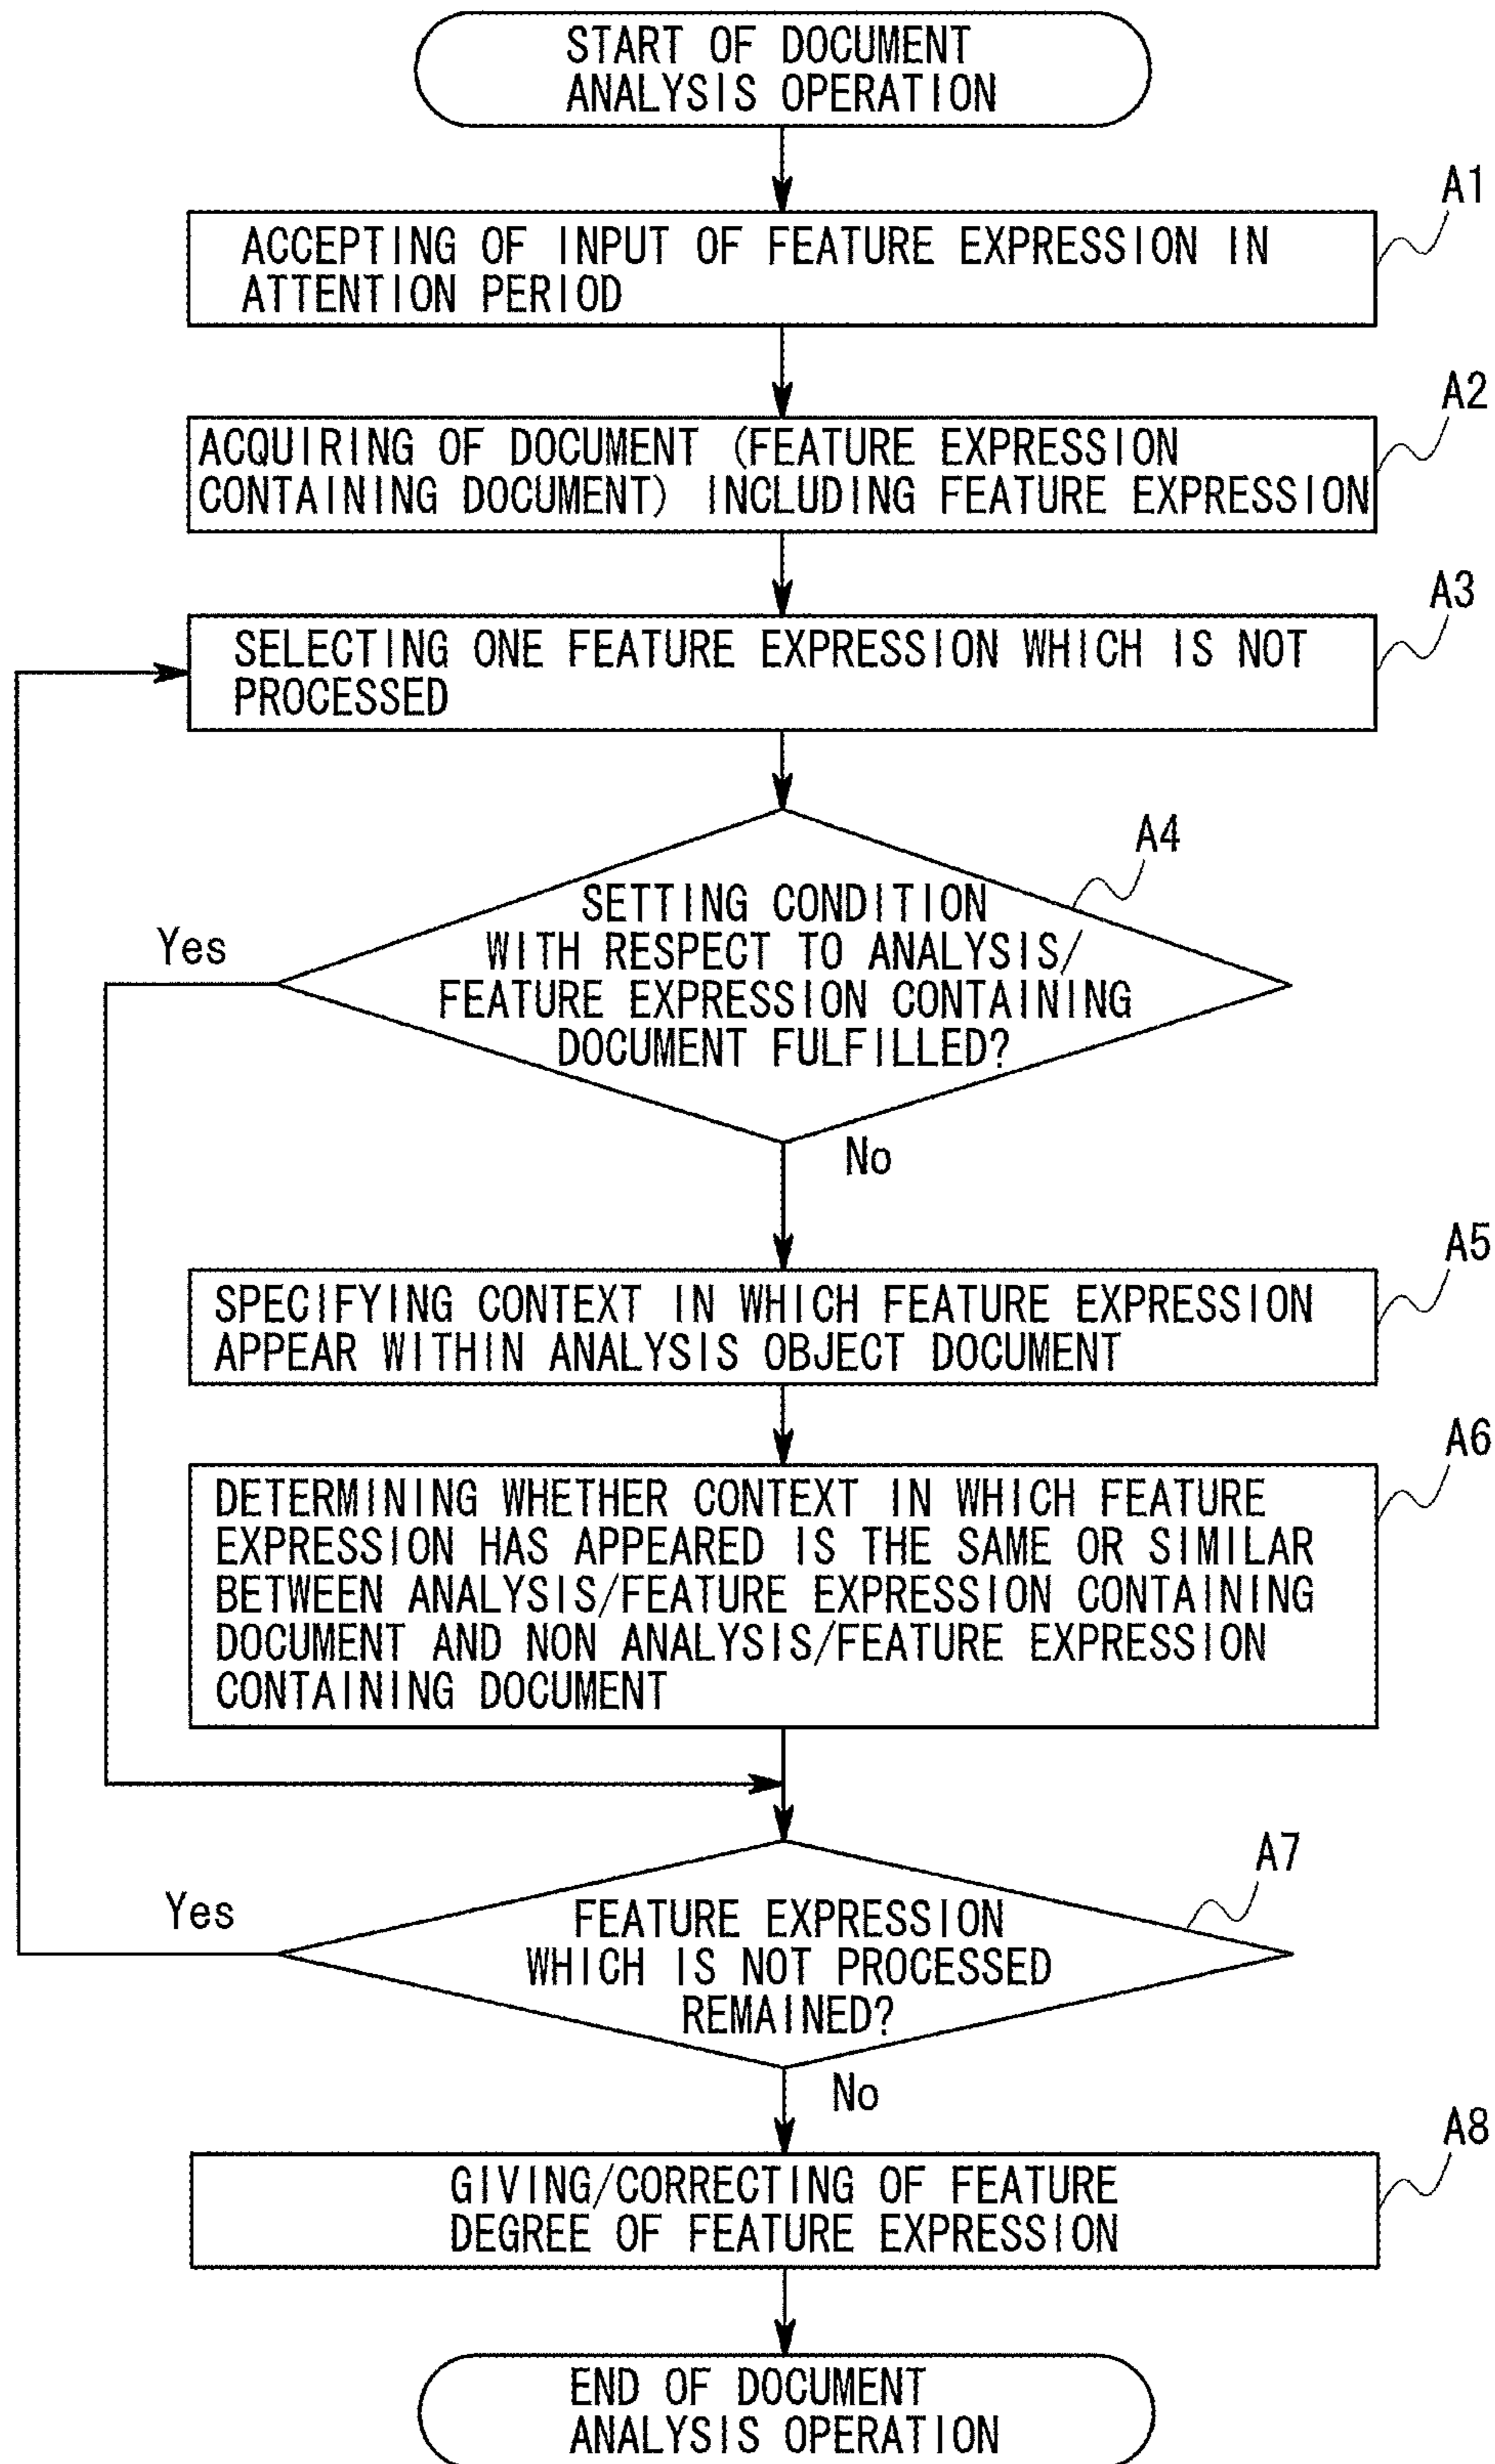 START OF DOCUMENT
ANALYSIS OPERATION
A1
ACCEPTING OF INPUT OF FEATURE EXPRESSION IN
ATTENTION PERIOD
A2
ACQUIRING OF DOCUMENT (FEATURE EXPRESSION
CONTAINING DOCUMENT) INCLUDING FEATURE EXPRESSION
A3
SELECTING ONE FEATURE EXPRESSION WHICH IS NOT
PROCESSED
A4
SETTING CONDITION
WITH RESPECT TO ANALYSIS/
FEATURE EXPRESSION CONTAINING
DOCUMENT FULFILLED?
Yes
No
A5
SPECIFYING CONTEXT IN WHICH FEATURE EXPRESSION
APPEAR WITHIN ANALYSIS OBJECT DOCUMENT
A6
DETERMINING WHETHER CONTEXT IN WHICH FEATURE
EXPRESSION HAS APPEARED IS THE SAME OR SIMILAR
BETWEEN ANALYSIS/FEATURE EXPRESSION CONTAINING
DOCUMENT AND NON ANALYSIS/FEATURE EXPRESSION
CONTAINING DOCUMENT
A7
FEATURE EXPRESSION
WHICH IS NOT PROCESSED
REMAINED?
Yes
No
A8
GIVING/CORRECTING OF FEATURE
DEGREE OF FEATURE EXPRESSION
END OF DOCUMENT
ANALYSIS OPERATION